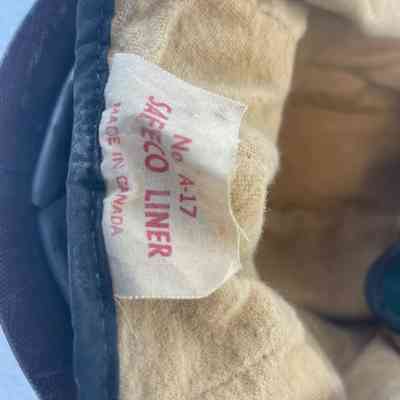 No A-17
SAFECO LINER
MADE IN CANADA